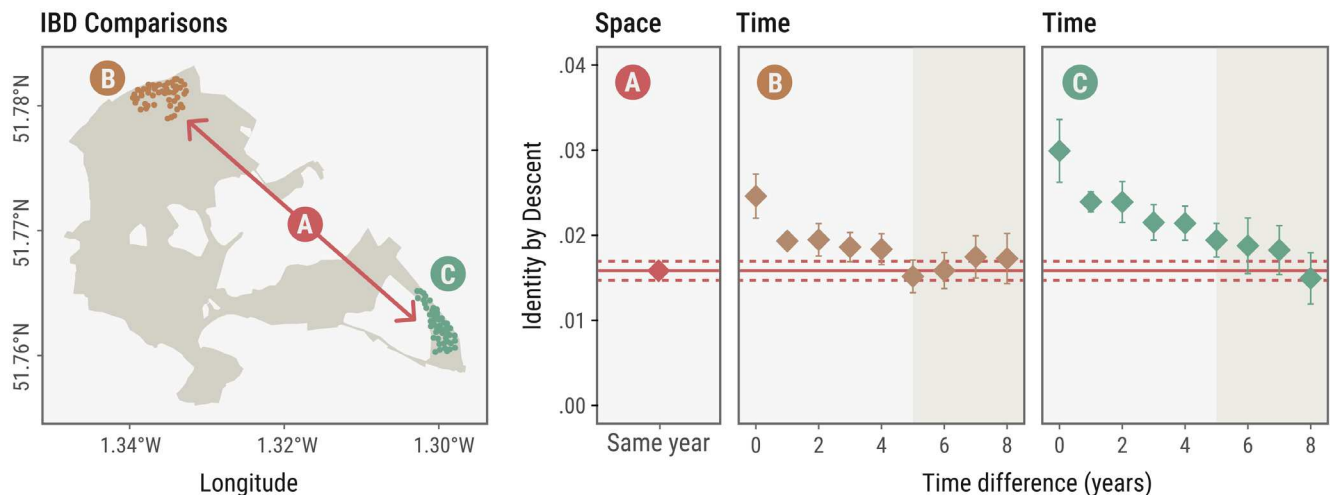 IBD Comparisons
B
A
C
51.78°N
51.77°N
51.76°N
1.34°W 1.32°W 1.30°W
Longitude
Space
A
Identity by Descent
.04
.03
.02
.01
.00
Same year
Time
B
0 2 4 6 8
Time
C
0 2 4 6 8
Time difference (years)